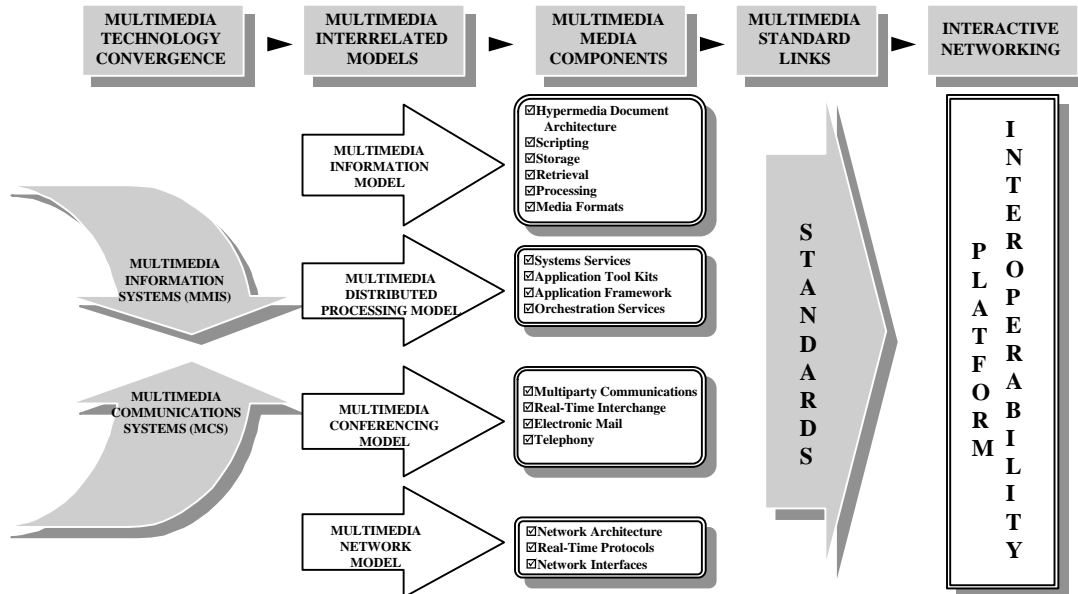 MULTIMEDIA
TECHNOLOGY
CONVERGENCE
MULTIMEDIA
INTERRELATED
MODELS
MULTIMEDIA
MEDIA
COMPONENTS
MULTIMEDIA
STANDARD
LINKS
INTERACTIVE
NETWORKING
MULTIMEDIA
INFORMATION
SYSTEMS (MMIS)
MULTIMEDIA
COMMUNICATIONS
SYSTEMS (MCS)
MULTIMEDIA
INFORMATION
MODEL
☑Hypermedia Document
Architecture
☑Scripting
☑Storage
☑Retrieval
☑Processing
☑Media Formats
MULTIMEDIA
DISTRIBUTED
PROCESSING MODEL
☑Systems Services
☑Application Tool Kits
☑Application Framework
☑Orchestration Services
MULTIMEDIA
CONFERENCING
MODEL
☑Multiparty Communications
☑Real-Time Interchange
☑Electronic Mail
☑Telephony
MULTIMEDIA
NETWORK
MODEL
☑Network Architecture
☑Real-Time Protocols
☑Network Interfaces
STANDARDS
INTEROPERABILITY
PLATFORM